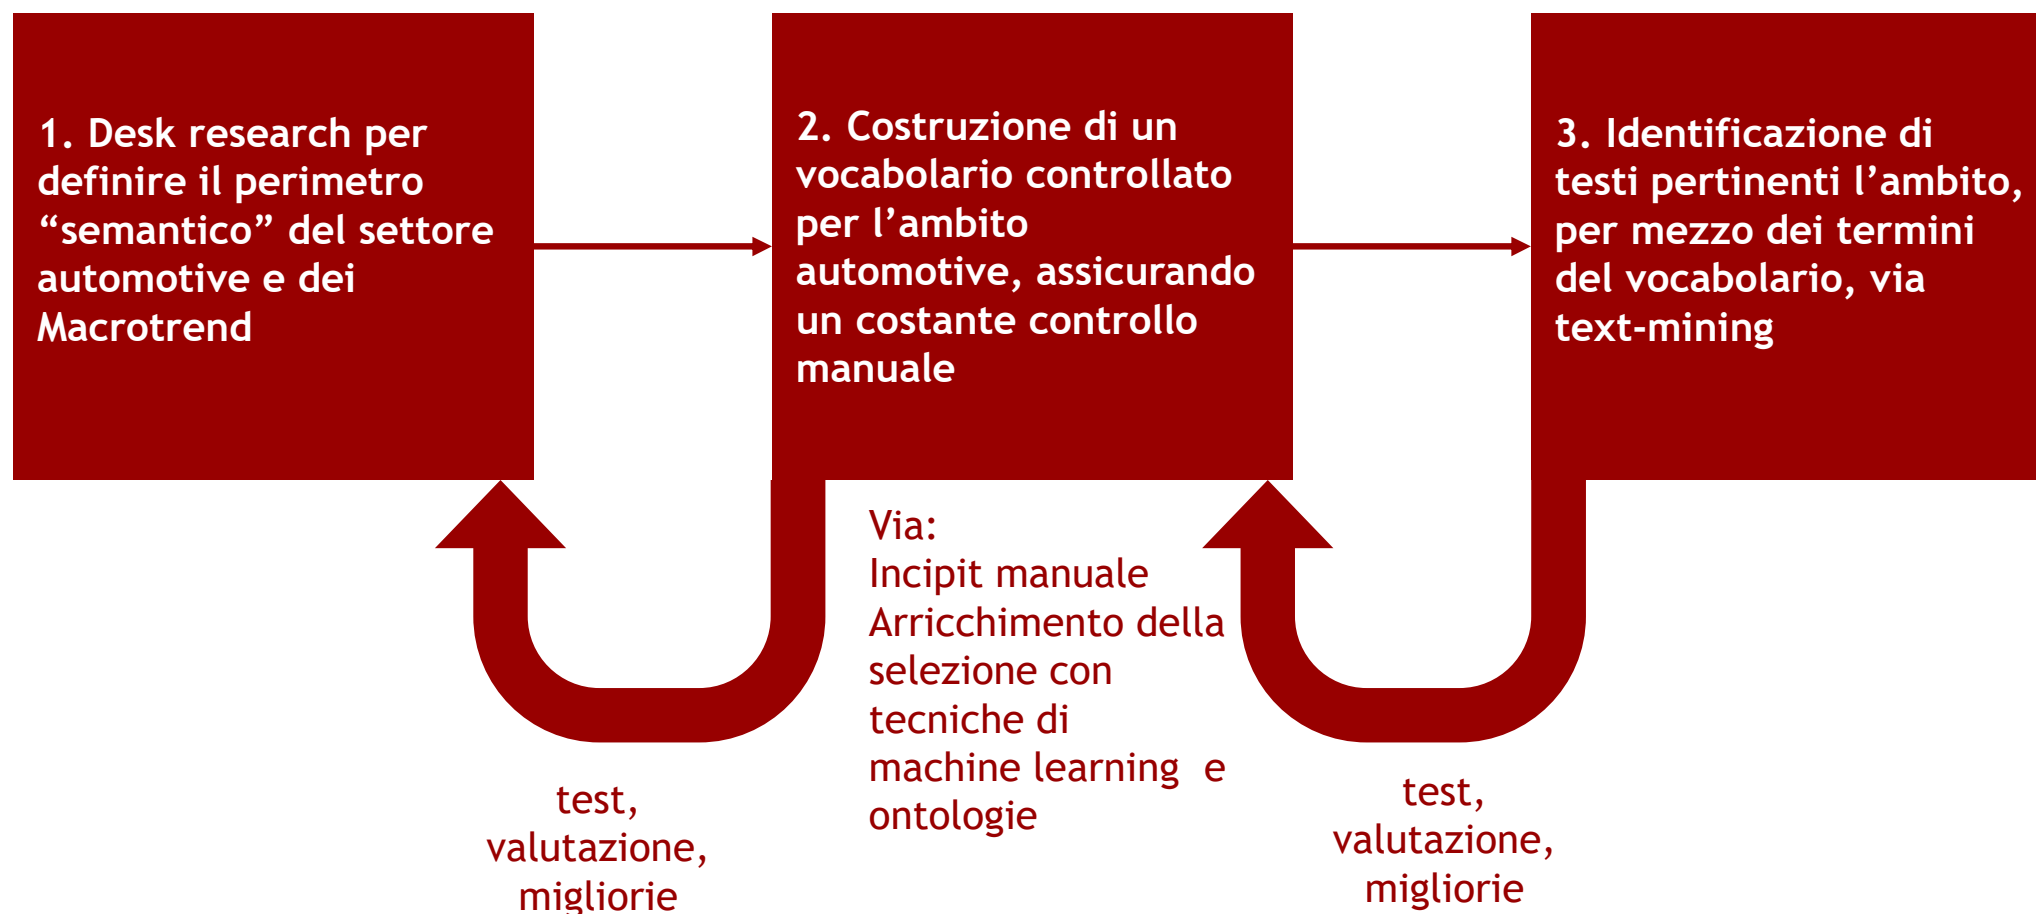 1. Desk research per
definire il perimetro
“semantico” del settore
automotive e dei
Macrotrend
2. Costruzione di un
vocabolario controllato
per l’ambito
automotive, assicurando
un costante controllo
manuale
3. Identificazione di
testi pertinenti l’ambito,
per mezzo dei termini
del vocabolario, via
text-mining
Via:
Incipit manuale
Arricchimento della
selezione con
tecniche di
machine learning  e
ontologie
test,
valutazione,
migliorie
test,
valutazione,
migliorie